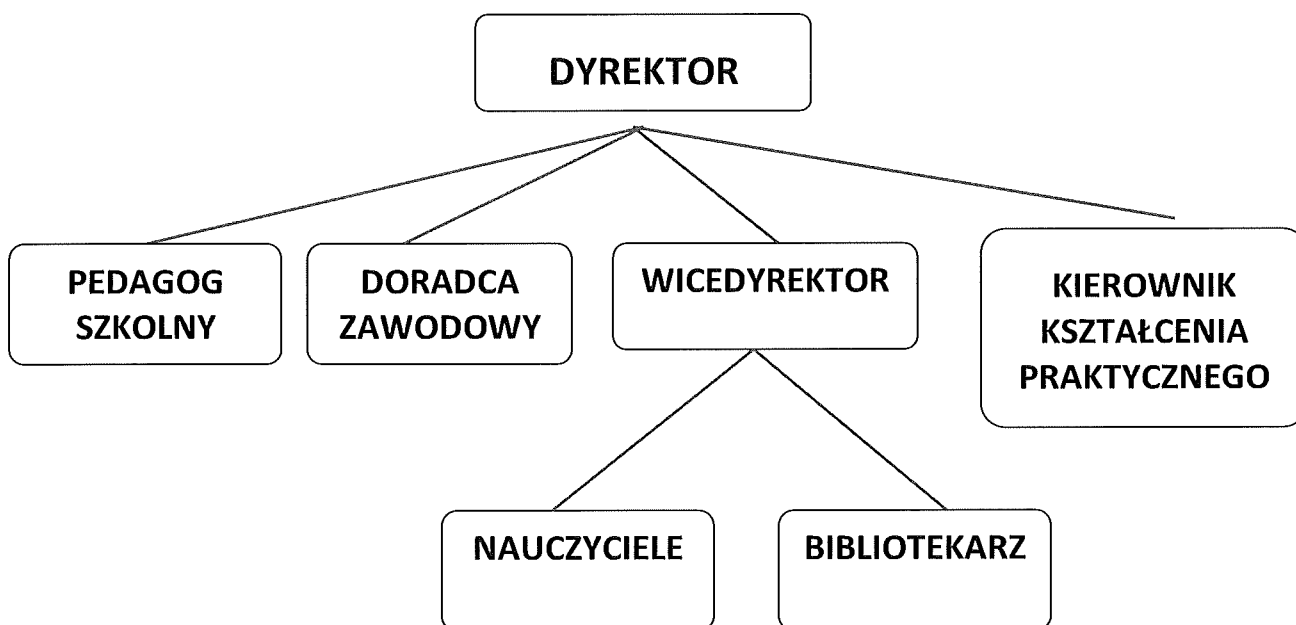 DYREKTOR
PEDAGOG
SZKOLNY
DORADCA
ZAWODOWY
WICEDYREKTOR
KIEROWNIK
KSZTAŁCENIA
PRAKTYCZNEGO
NAUCZYCIELE
BIBLIOTEKARZ